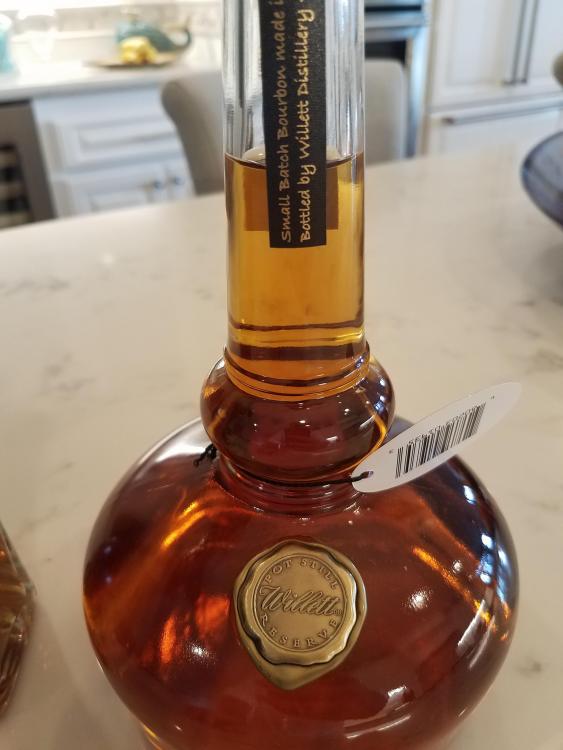 Small Batch Bourbon made i
Bottled by Willett Distillery
POT STILL
Willett
RESERVE